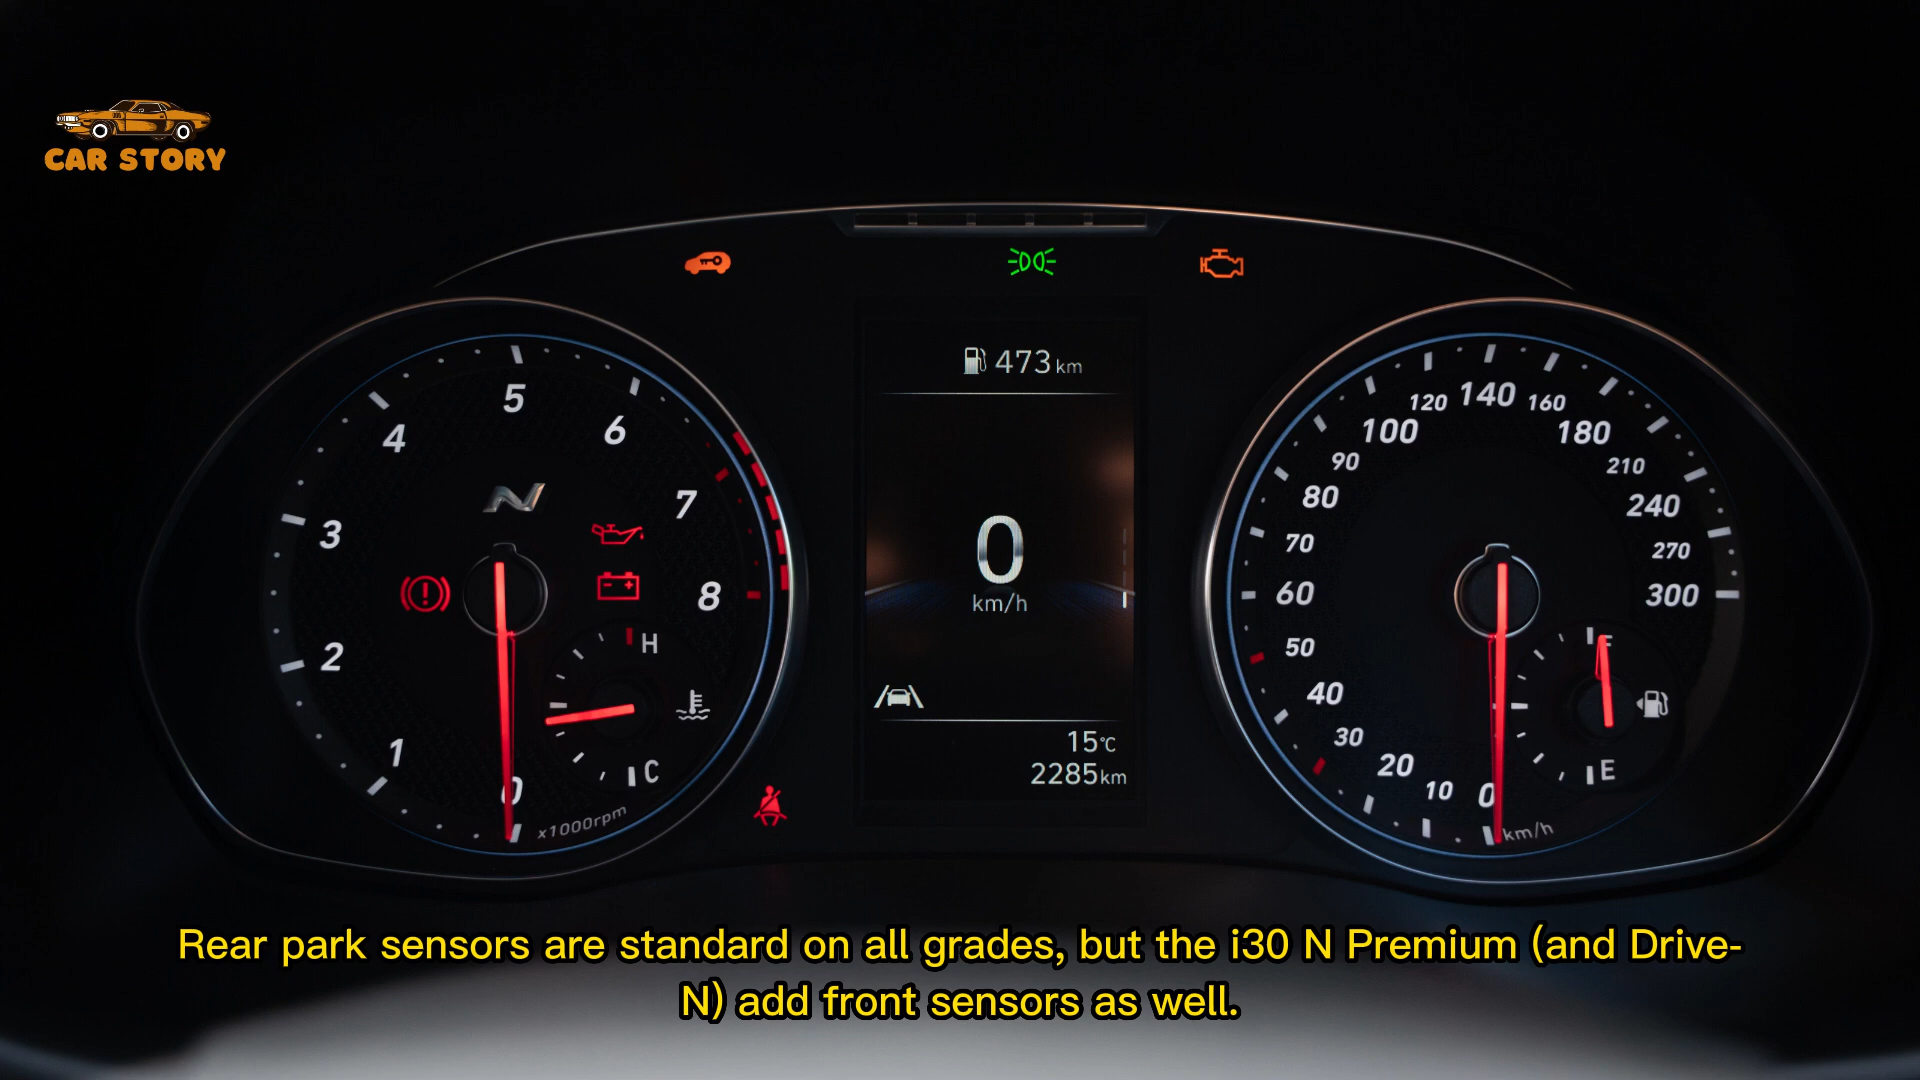 CAR STORY
473 km
5
4
6
3
7
2
8
1
0
x1000rpm
N
H
C
0
km/h
15℃
2285km
140
120
160
100
180
90
210
80
240
70
270
60
300
50
40
30
20
10
0
km/h
F
E
Rear park sensors are standard on all grades, but the i30 N Premium (and Drive-
N) add front sensors as well.